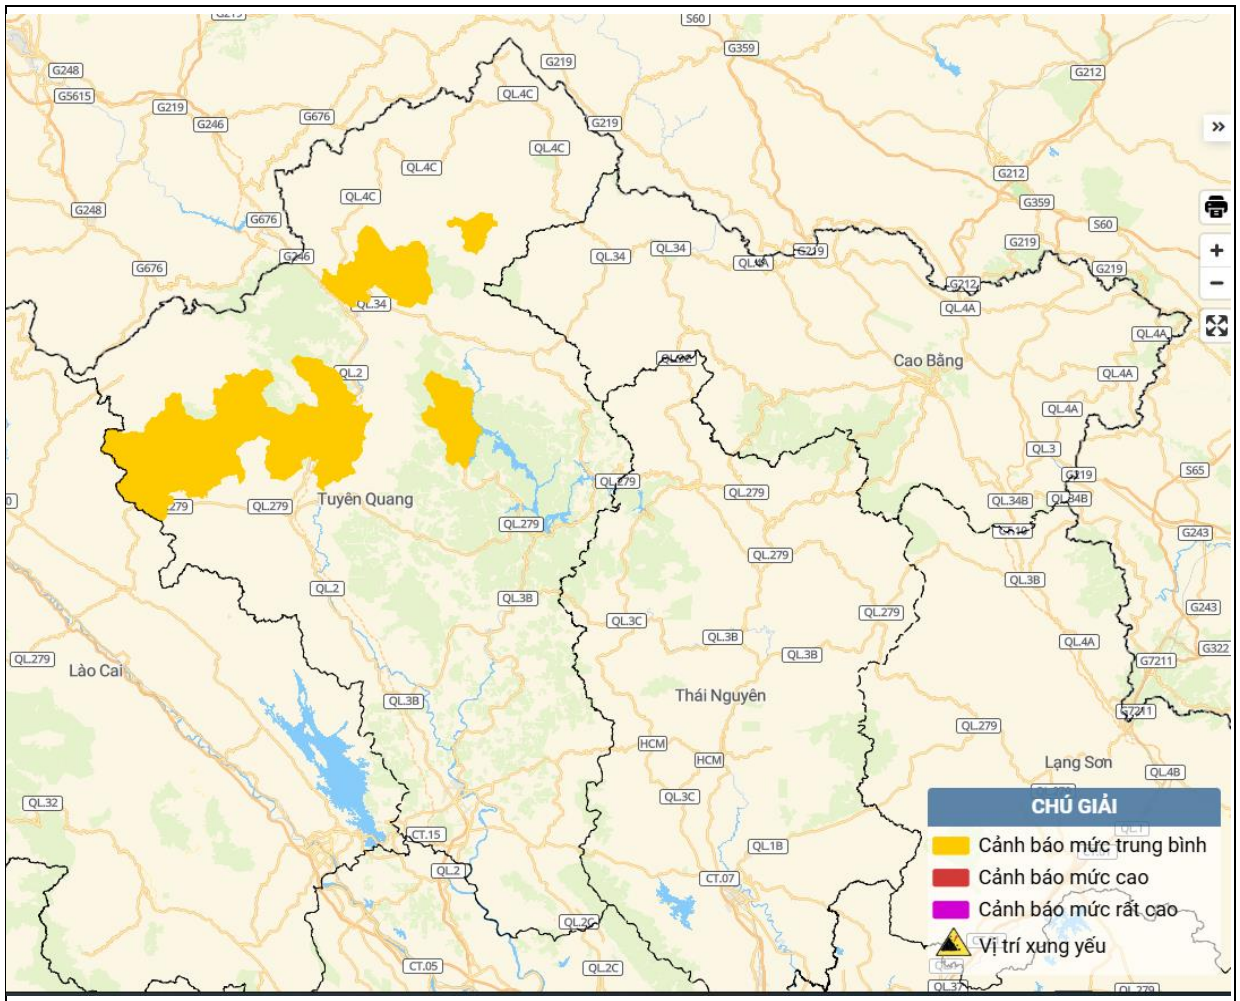 G219
S60
G359
G219
G248
G212
G5615
QL.4C
G219
G676
G246
G219
QL.4C
QL.4C
G212
QL.4C
G359
G248
G676
S60
G219
G246
QL.34
QL.34
G219
G676
G219
G212
QL.34
QL.4A
QL.4A
Cao Bằng
QL.2
QL.4A
QL.4A
QL.3
G219
S65
QL.279
QL.279
Tuyên Quang
QL.34B
279
QL.279
QL.279
G243
QL.279
QL.3B
QL.2
QL.3B
G243
QL.279
QL.3C
QL.3B
QL.4A
G322
QL.3B
QL.279
G7211
Lào Cai
Thái Nguyên
QL.3B
G7211
QL.279
HCM
HCM
Lạng Sơn
QL.4B
QL.3C
QL.32
CHÚ GIẢI
CT.15
QL.1B
Cảnh báo mức trung bình
QL.2
CT.07
Cảnh báo mức cao
Cảnh báo mức rất cao
QL.2C
Vị trí xung yếu
CT.05
QL.2C
QL.37
QL.279